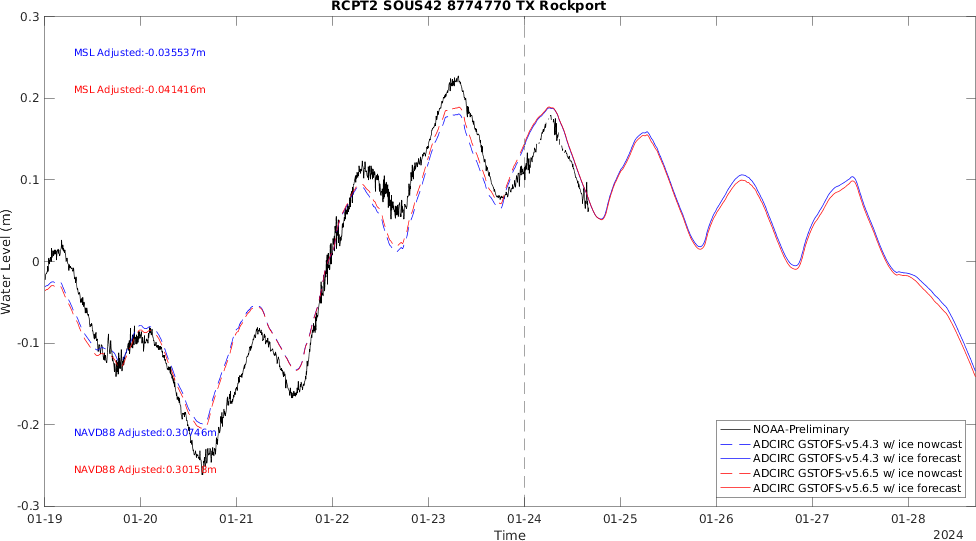 RCPT2 SOUS42 8774770 TX Rockport
0.3
MSL Adjusted:-0.035537m
MSL Adjusted:-0.041416m
0.2
0.1
0
-0.1
-0.2
-0.3
Water Level (m)
NAVD88 Adjusted:0.30746m
NAVD88 Adjusted:0.30158m
NOAA-Preliminary
ADCIRC GSTOFS-v5.4.3 w/ ice nowcast
ADCIRC GSTOFS-v5.4.3 w/ ice forecast
ADCIRC GSTOFS-v5.6.5 w/ ice nowcast
ADCIRC GSTOFS-v5.6.5 w/ ice forecast
01-19 01-20 01-21 01-22 01-23 01-24 01-25 01-26 01-27 01-28
Time
2024